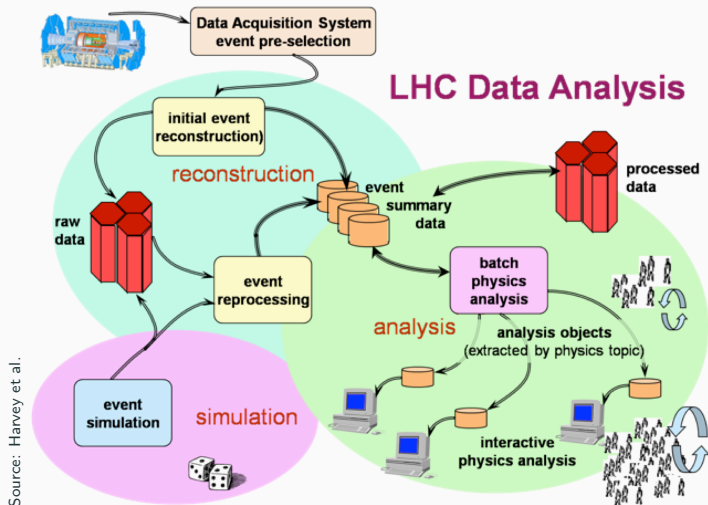 Data Acquisition System
event pre-selection
LHC Data Analysis
initial event
reconstruction)
reconstruction
event
summary
data
processed
data
raw
data
event
reprocessing
batch
physics
analysis
analysis
analysis objects
(extracted by physics topic)
event
simulation
simulation
interactive
physics analysis
Source: Harvey et al.